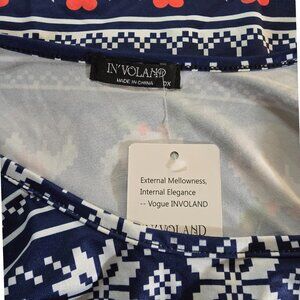 IN'VOLAND
MADE IN CHINA
External Mellowness,
Internal Elegance
-- Vogue INVOLAND
IN'VOLAND